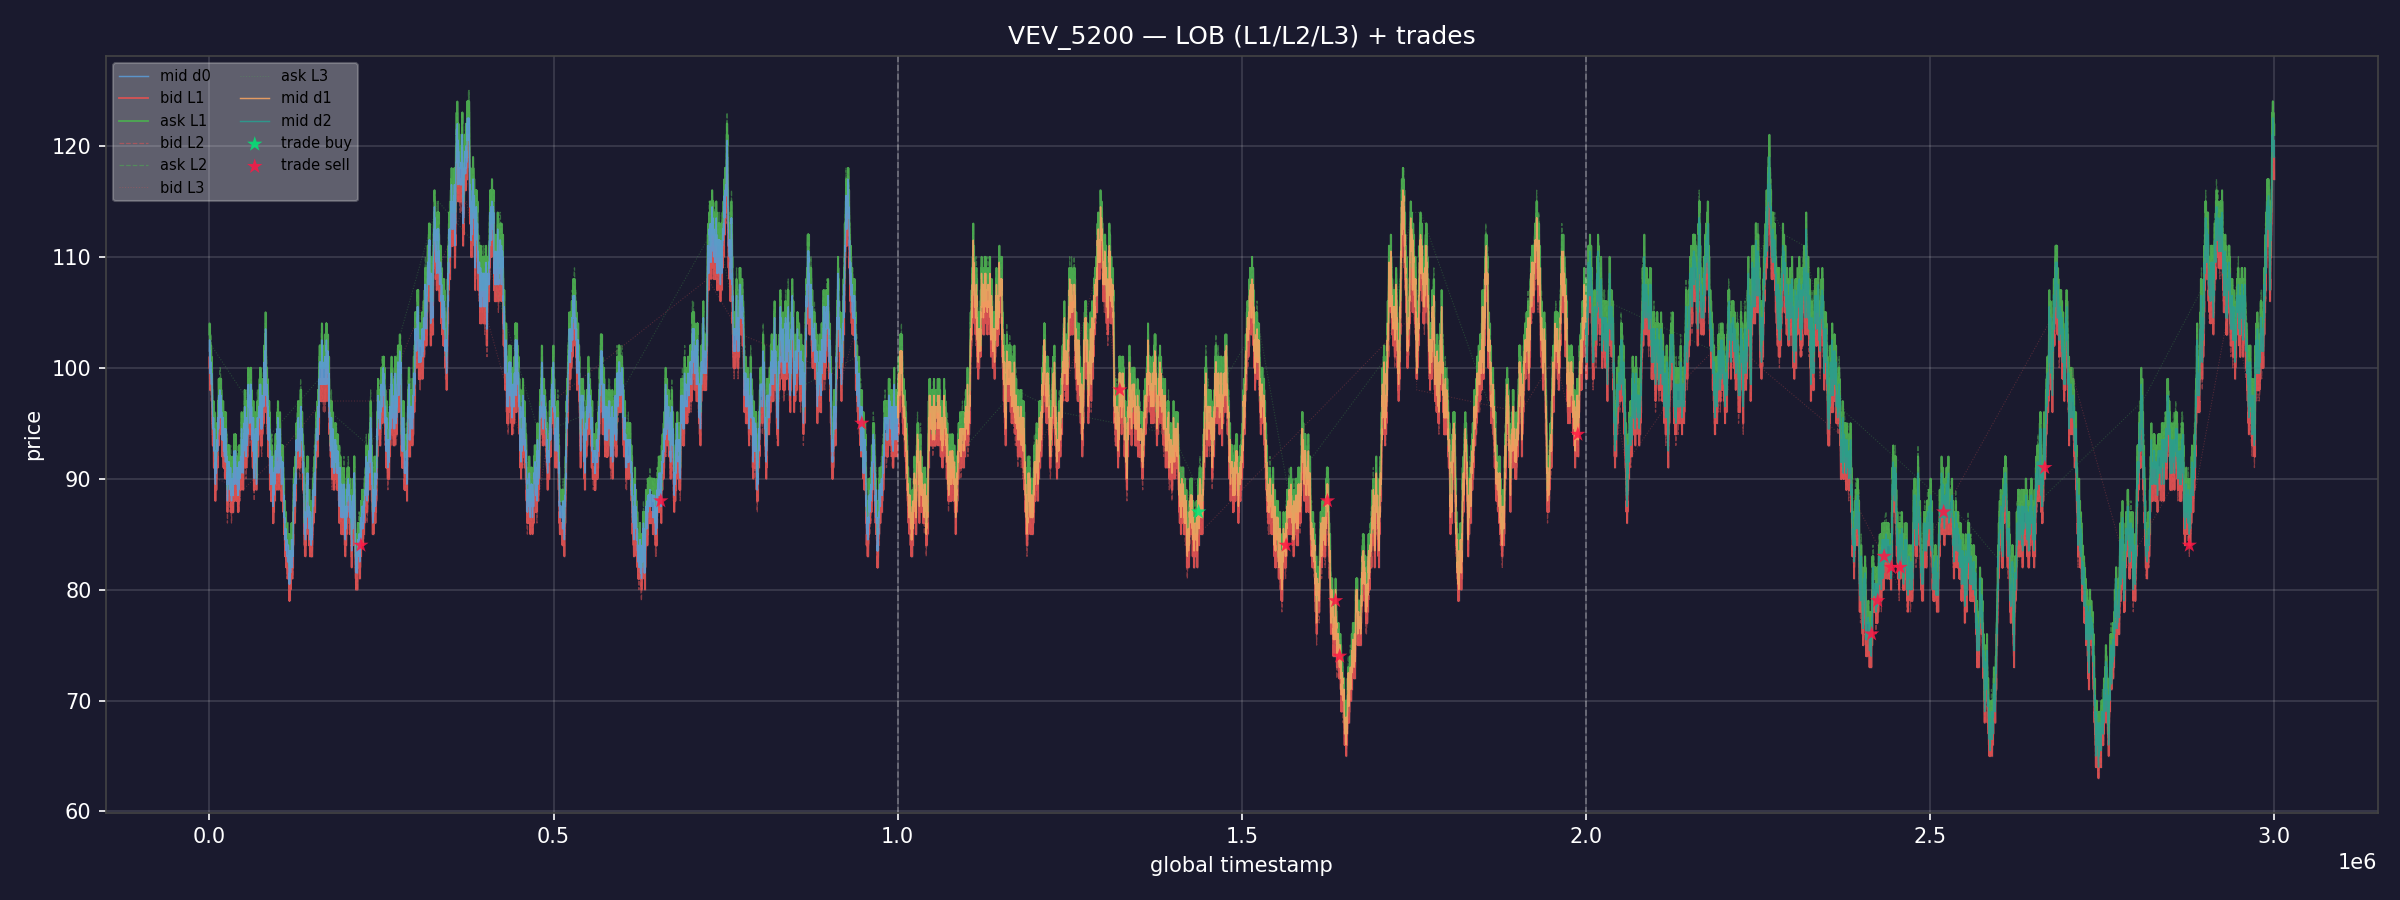 VEV_5200 — LOB (L1/L2/L3) + trades
mid d0
bid L1
ask L1
bid L2
ask L2
bid L3
ask L3
mid d1
mid d2
trade buy
trade sell
price
120
110
100
90
80
70
60
0.0
0.5
1.0
1.5
2.0
2.5
3.0
global timestamp
1e6